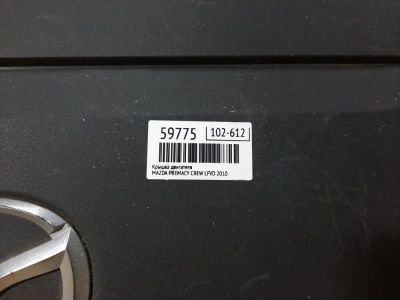 59775 102-612
Крышка двигателя
MAZDA PREMACY CREW LFVD 2010